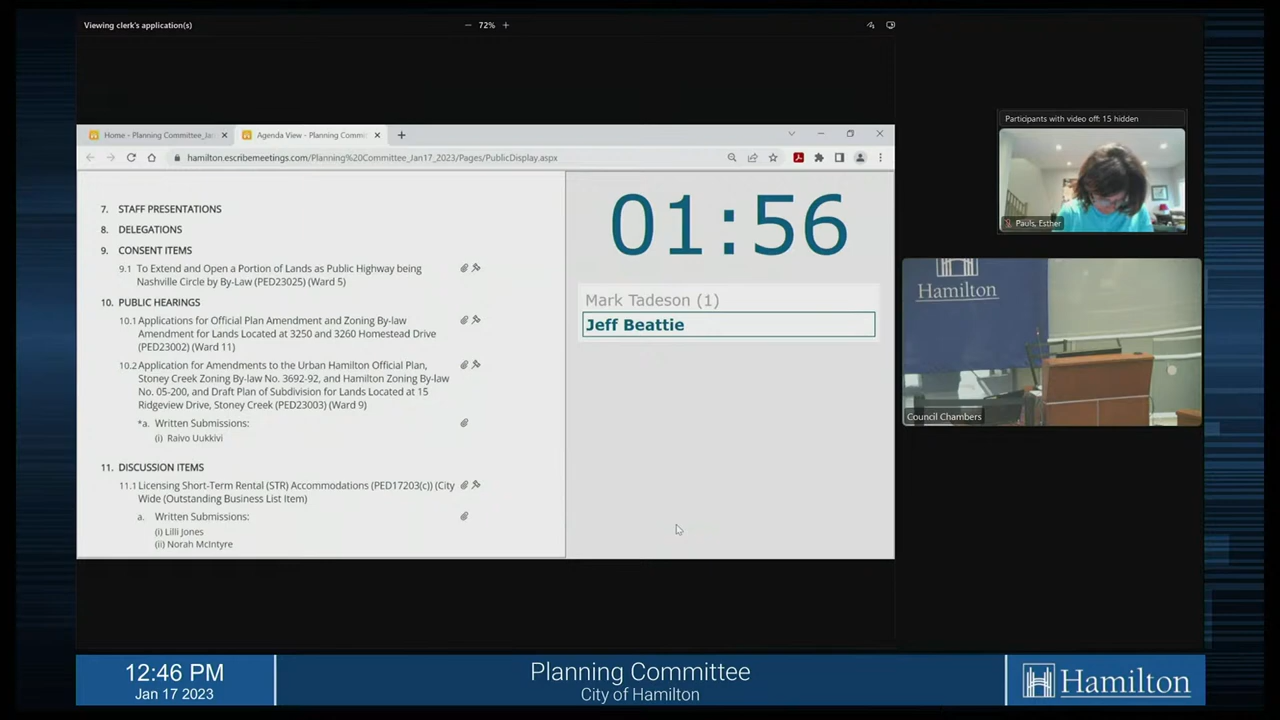 Viewing clerk's application(s)
72%
Participants with video off: 15 hidden
Pauls, Esther
Home - Planning Committee_Ja
Agenda View - Planning Commit
hamilton.escribemeetings.com/Planning%20Committee_Jan17_2023/Pages/PublicDisplay.aspx
7. STAFF PRESENTATIONS
8. DELEGATIONS
9. CONSENT ITEMS
9.1 To Extend and Open a Portion of Lands as Public Highway being
Nashville Circle by By-Law (PED23025) (Ward 5)
10. PUBLIC HEARINGS
10.1 Applications for Official Plan Amendment and Zoning By-law
Amendment for Lands Located at 3250 and 3260 Homestead Drive
(PED23002) (Ward 11)
10.2 Application for Amendments to the Urban Hamilton Official Plan,
Stoney Creek Zoning By-law No. 3692-92, and Hamilton Zoning By-law
No. 05-200, and Draft Plan of Subdivision for Lands Located at 15
Ridgeview Drive, Stoney Creek (PED23003) (Ward 9)
*a. Written Submissions:
(i) Raivo Uukkivi
11. DISCUSSION ITEMS
11.1 Licensing Short-Term Rental (STR) Accommodations (PED17203(c)) (City
Wide (Outstanding Business List Item)
a. Written Submissions:
(i) Lilli Jones
(ii) Norah McIntyre
01:56
Mark Tadeson (1)
Jeff Beattie
Hamilton
Council Chambers
12:46 PM
Jan 17 2023
Planning Committee
City of Hamilton
Hamilton